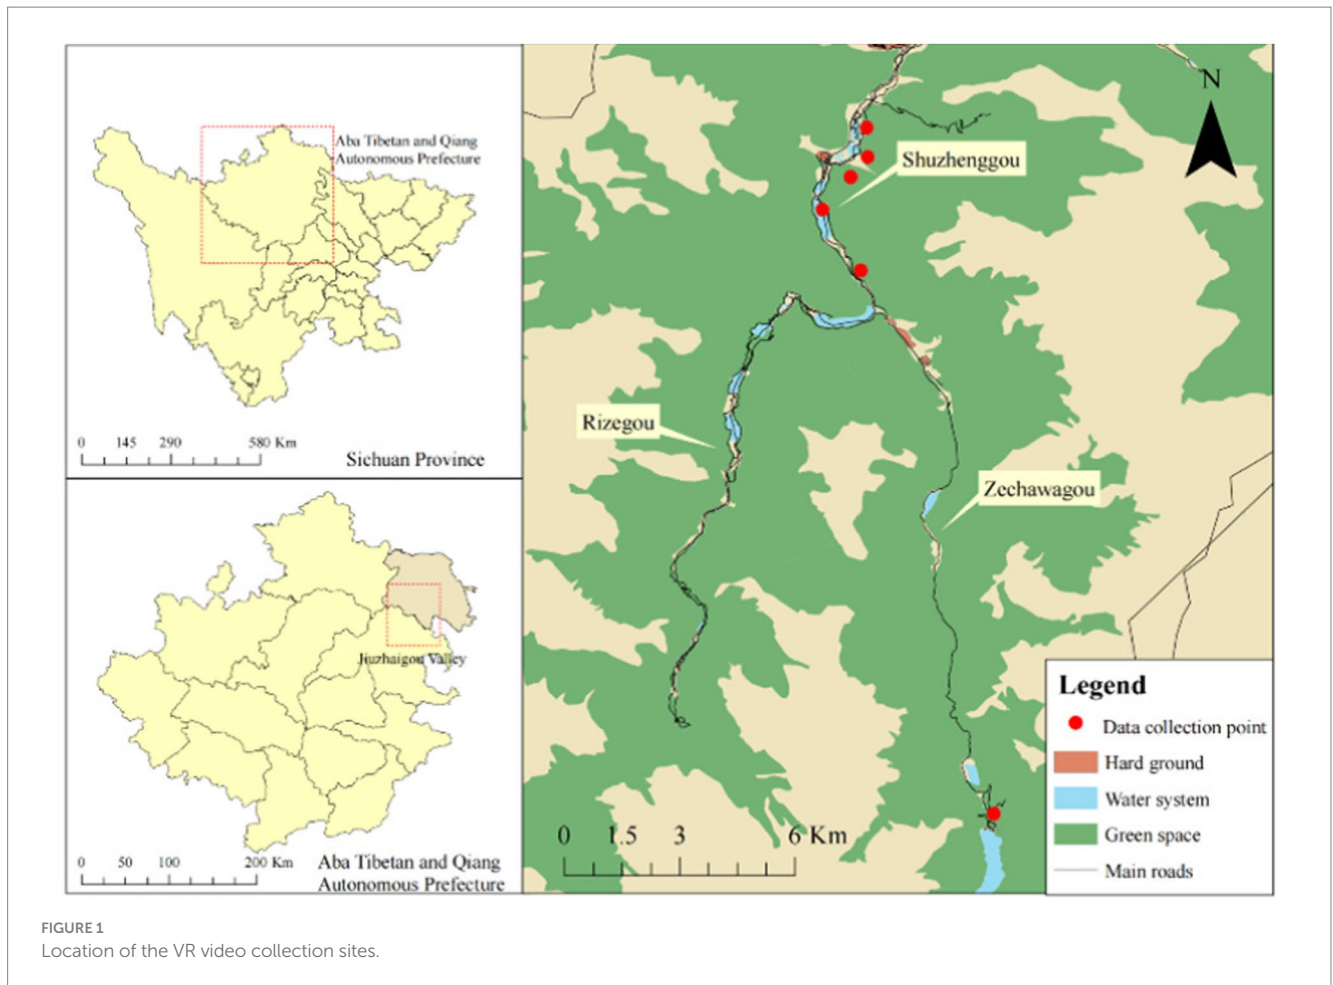 Aba Tibetan and Qiang
Autonomous Prefecture
0 145 290 580 Km
Sichuan Province
Jiuzhaigou Valley
0 50 100 200 Km
Aba Tibetan and Qiang
Autonomous Prefecture
N
Shuzhenggou
Rizegou
Zechawagou
0 1.5 3 6 Km
Legend
Data collection point
Hard ground
Water system
Green space
Main roads
FIGURE 1
Location of the VR video collection sites.